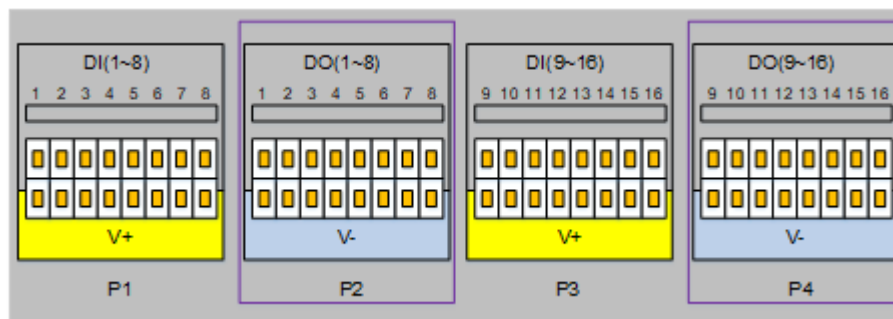 DI(1~8) DO(1~8) DI(9~16) DO(9~16)
1 2 3 4 5 6 7 8 1 2 3 4 5 6 7 8 9 10 11 12 13 14 15 16 9 10 11 12 13 14 15 16
V+ V- V+ V-
P1 P2 P3 P4